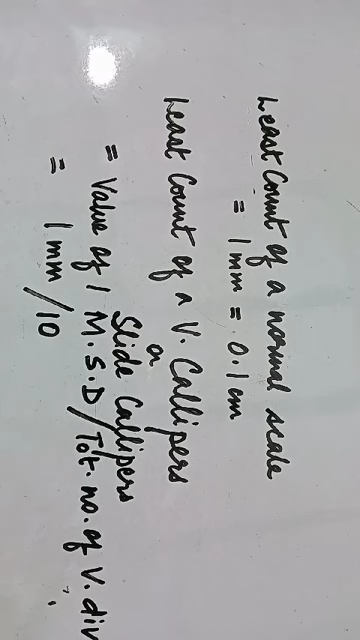 Least Count of a normal scale
= 1 mm = 0.1 cm
Least Count of a V. Callipers
or
Slide Callipers
= Value of 1 M.S.D/Tot. no. of V. div.
= 1 mm/10